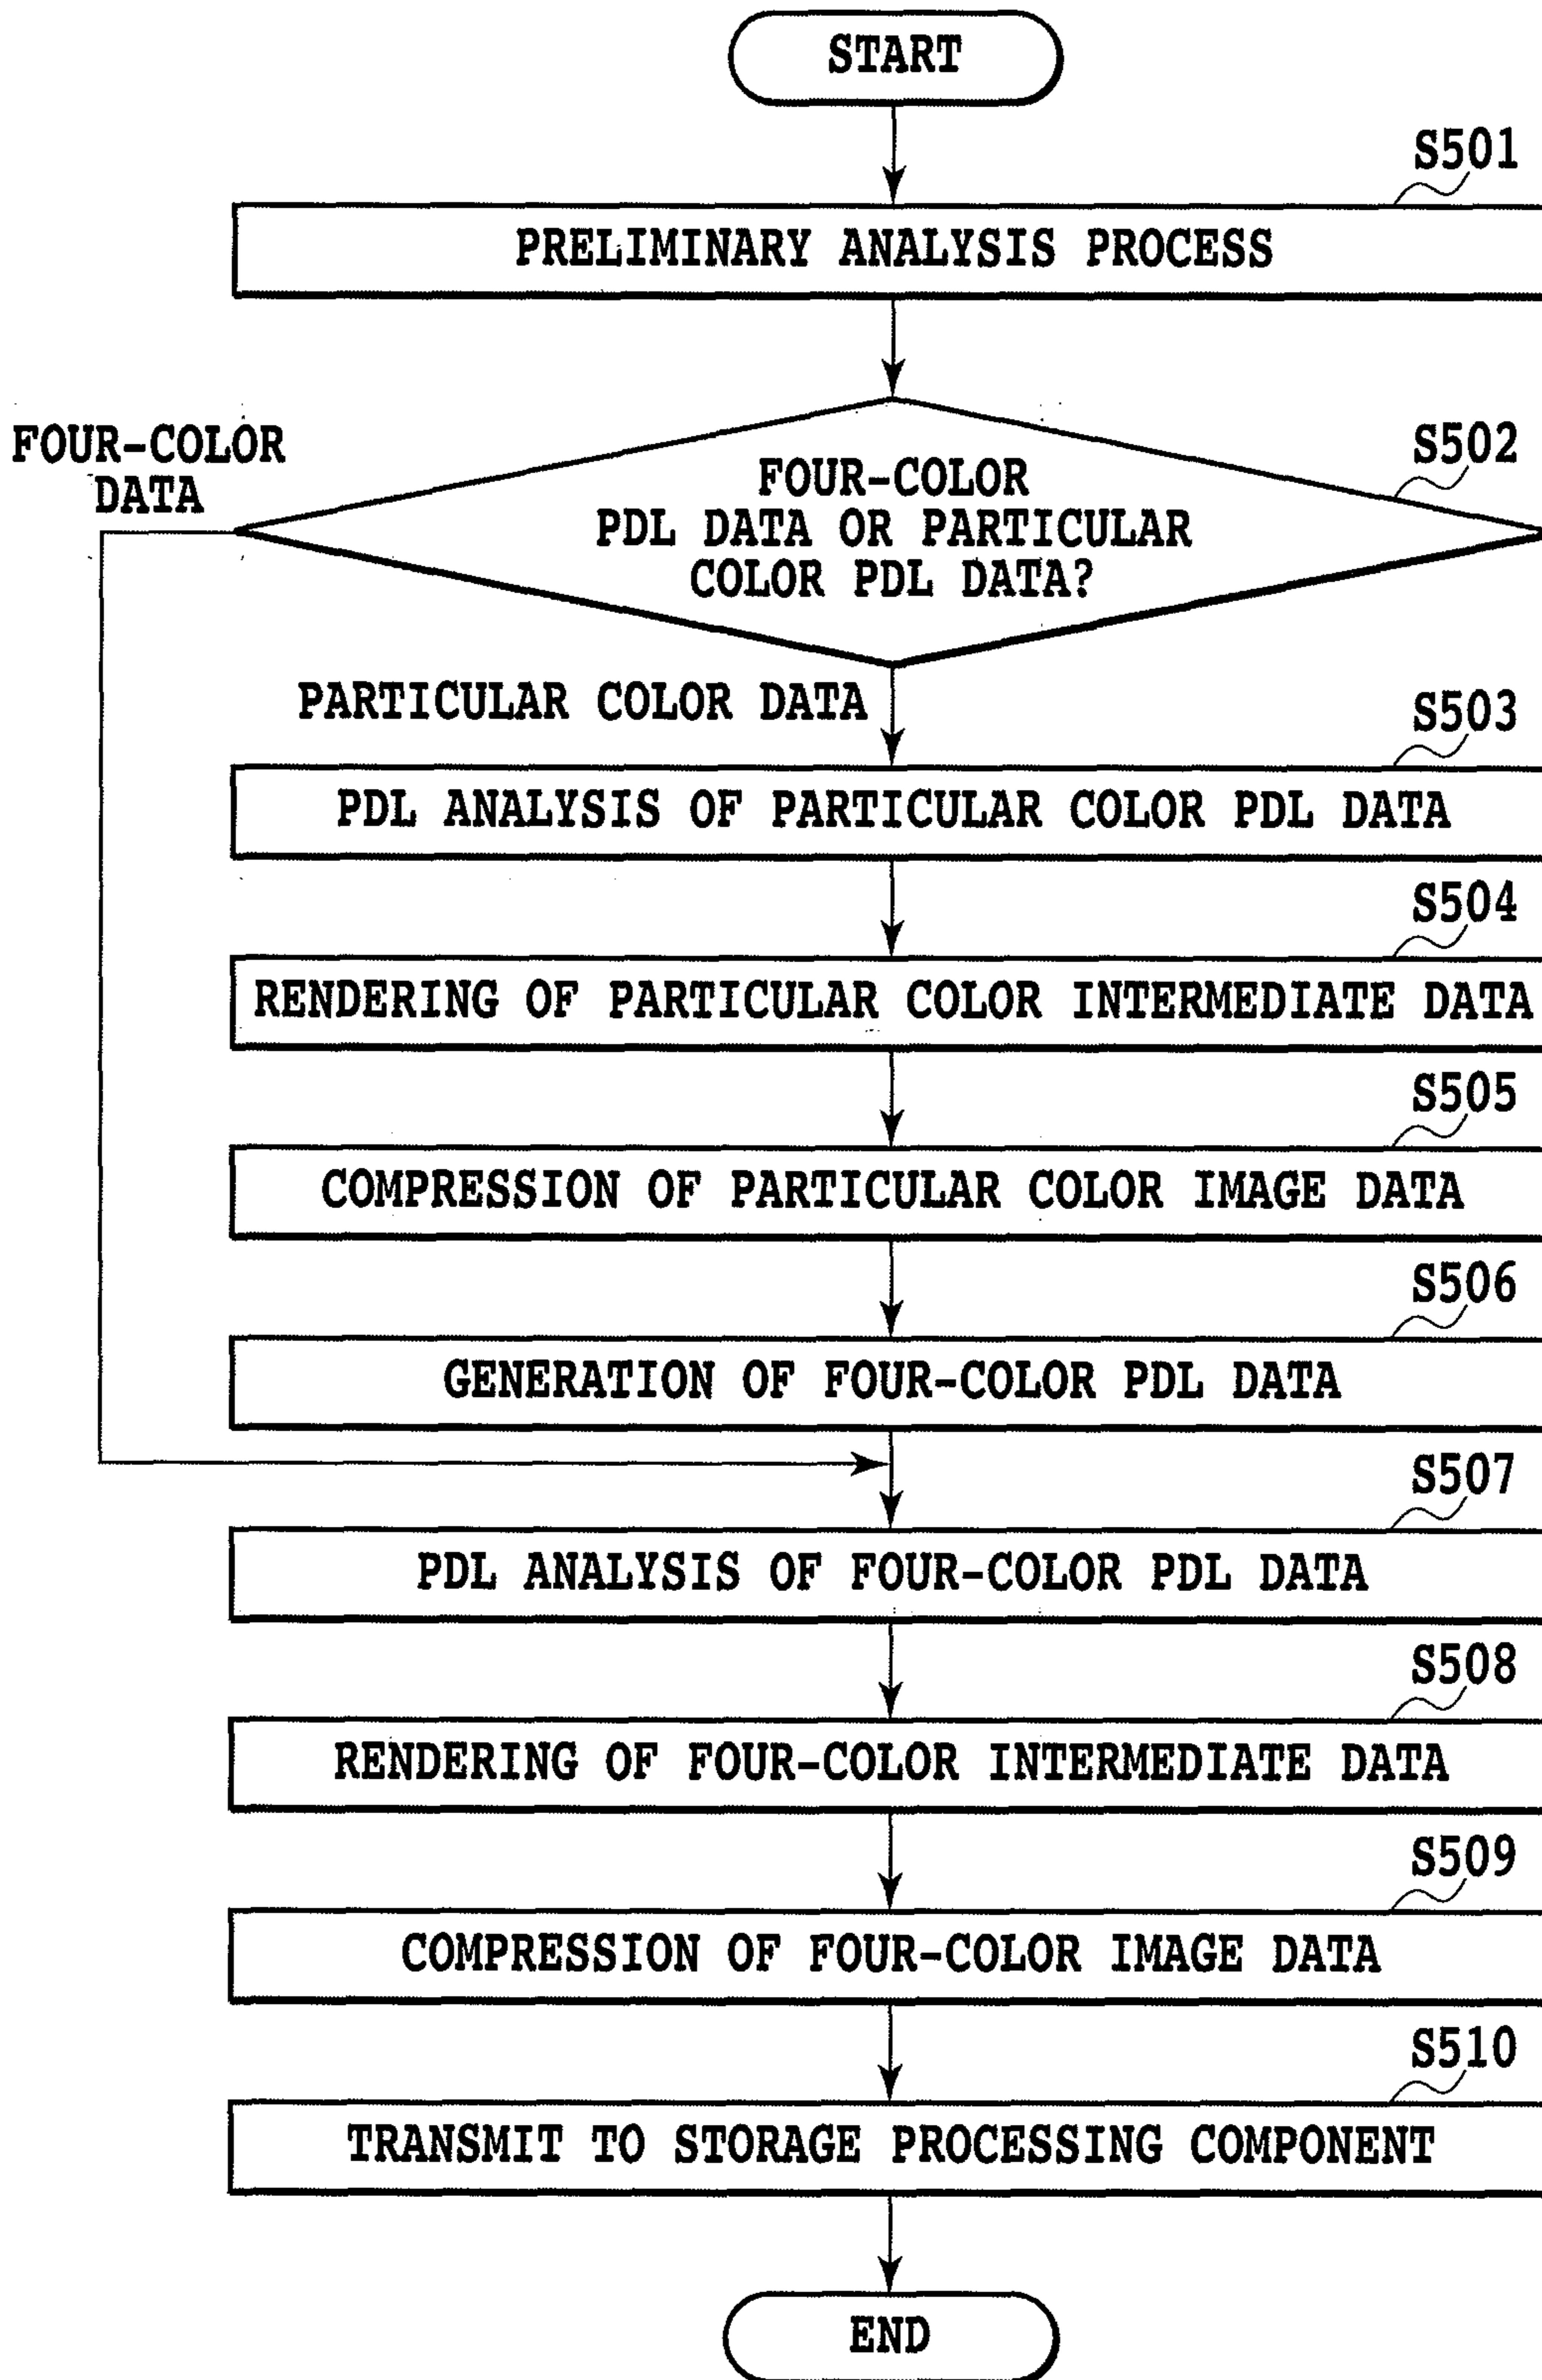 START
S501
PRELIMINARY ANALYSIS PROCESS
FOUR-COLOR
DATA
S502
FOUR-COLOR
PDL DATA OR PARTICULAR
COLOR PDL DATA?
PARTICULAR COLOR DATA
S503
PDL ANALYSIS OF PARTICULAR COLOR PDL DATA
S504
RENDERING OF PARTICULAR COLOR INTERMEDIATE DATA
S505
COMPRESSION OF PARTICULAR COLOR IMAGE DATA
S506
GENERATION OF FOUR-COLOR PDL DATA
S507
PDL ANALYSIS OF FOUR-COLOR PDL DATA
S508
RENDERING OF FOUR-COLOR INTERMEDIATE DATA
S509
COMPRESSION OF FOUR-COLOR IMAGE DATA
S510
TRANSMIT TO STORAGE PROCESSING COMPONENT
END